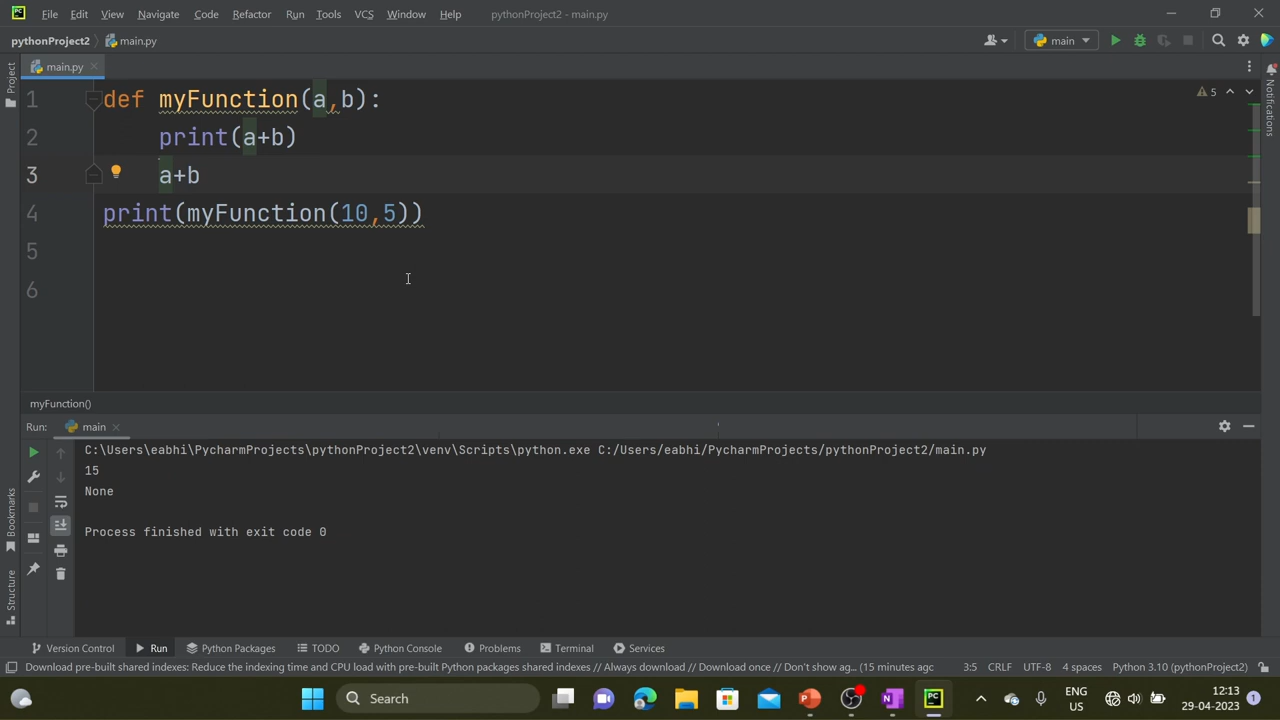 File Edit View Navigate Code Refactor Run Tools VCS Window Help pythonProject2 - main.py
pythonProject2 main.py main
Project main.py
1 def myFunction(a,b):
2 print(a+b)
3 a+b
4 print(myFunction(10,5))
5
6
5
Notifications
myFunction()
Run: main
C:\Users\eabhi\PycharmProjects\pythonProject2\venv\Scripts\python.exe C:/Users/eabhi/PycharmProjects/pythonProject2/main.py
15
None
Process finished with exit code 0
Bookmarks
Structure
Version Control Run Python Packages TODO Python Console Problems Terminal Services
Download pre-built shared indexes: Reduce the indexing time and CPU load with pre-built Python packages shared indexes // Always download // Download once // Don't show ag... (15 minutes ago 3:5 CRLF UTF-8 4 spaces Python 3.10 (pythonProject2)
Search ENG US 12:13 29-04-2023 1